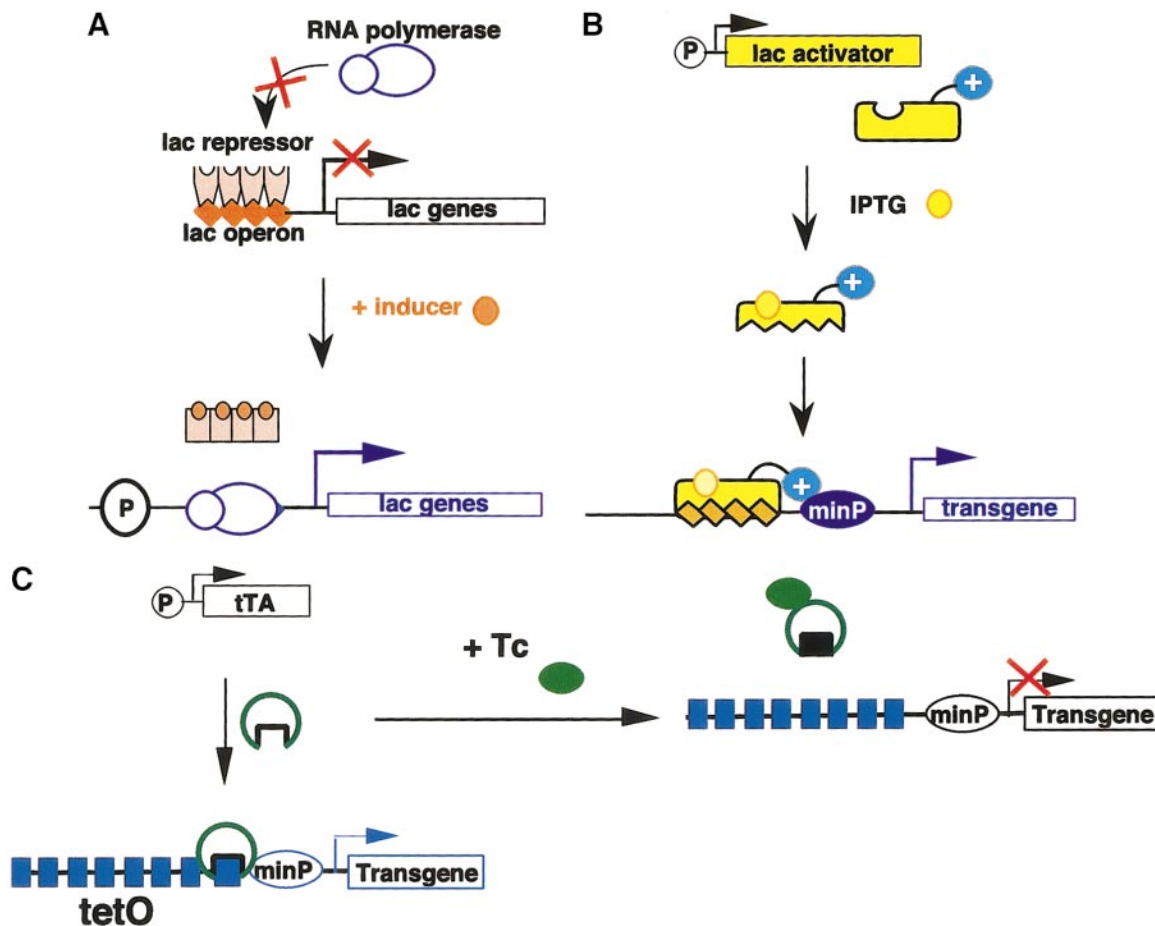 A
RNA polymerase
lac repressor
lac genes
lac operon
+ inducer
P
lac genes
B
P
lac activator
+
IPTG
+
+
minP
transgene
C
P
tTA
+ Tc
minP
Transgene
minP
Transgene
tetO